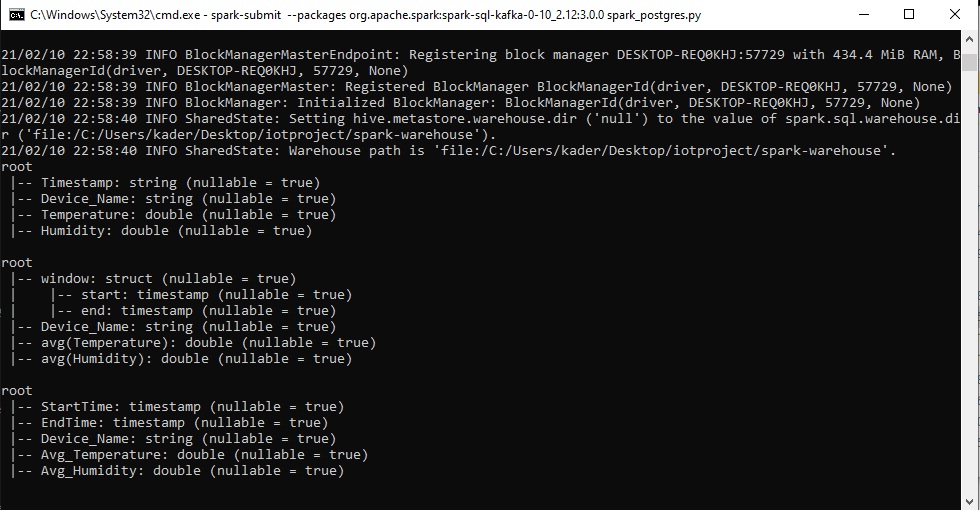 C:\Windows\System32\cmd.exe - spark-submit --packages org.apache.spark:spark-sql-kafka-0-10_2.12:3.0.0 spark_postgres.py
21/02/10 22:58:39 INFO BlockManagerMasterEndpoint: Registering block manager DESKTOP-REQ0KHJ:57729 with 434.4 MiB RAM, B
lockManagerId(driver, DESKTOP-REQ0KHJ, 57729, None)
21/02/10 22:58:39 INFO BlockManagerMaster: Registered BlockManager BlockManagerId(driver, DESKTOP-REQ0KHJ, 57729, None)
21/02/10 22:58:39 INFO BlockManager: Initialized BlockManager: BlockManagerId(driver, DESKTOP-REQ0KHJ, 57729, None)
21/02/10 22:58:40 INFO SharedState: Setting hive.metastore.warehouse.dir ('null') to the value of spark.sql.warehouse.di
r ('file:/C:/Users/kader/Desktop/iotproject/spark-warehouse').
21/02/10 22:58:40 INFO SharedState: Warehouse path is 'file:/C:/Users/kader/Desktop/iotproject/spark-warehouse'.
root
 |-- Timestamp: string (nullable = true)
 |-- Device_Name: string (nullable = true)
 |-- Temperature: double (nullable = true)
 |-- Humidity: double (nullable = true)
root
 |-- window: struct (nullable = true)
 |    |-- start: timestamp (nullable = true)
 |    |-- end: timestamp (nullable = true)
 |-- Device_Name: string (nullable = true)
 |-- avg(Temperature): double (nullable = true)
 |-- avg(Humidity): double (nullable = true)
root
 |-- StartTime: timestamp (nullable = true)
 |-- EndTime: timestamp (nullable = true)
 |-- Device_Name: string (nullable = true)
 |-- Avg_Temperature: double (nullable = true)
 |-- Avg_Humidity: double (nullable = true)